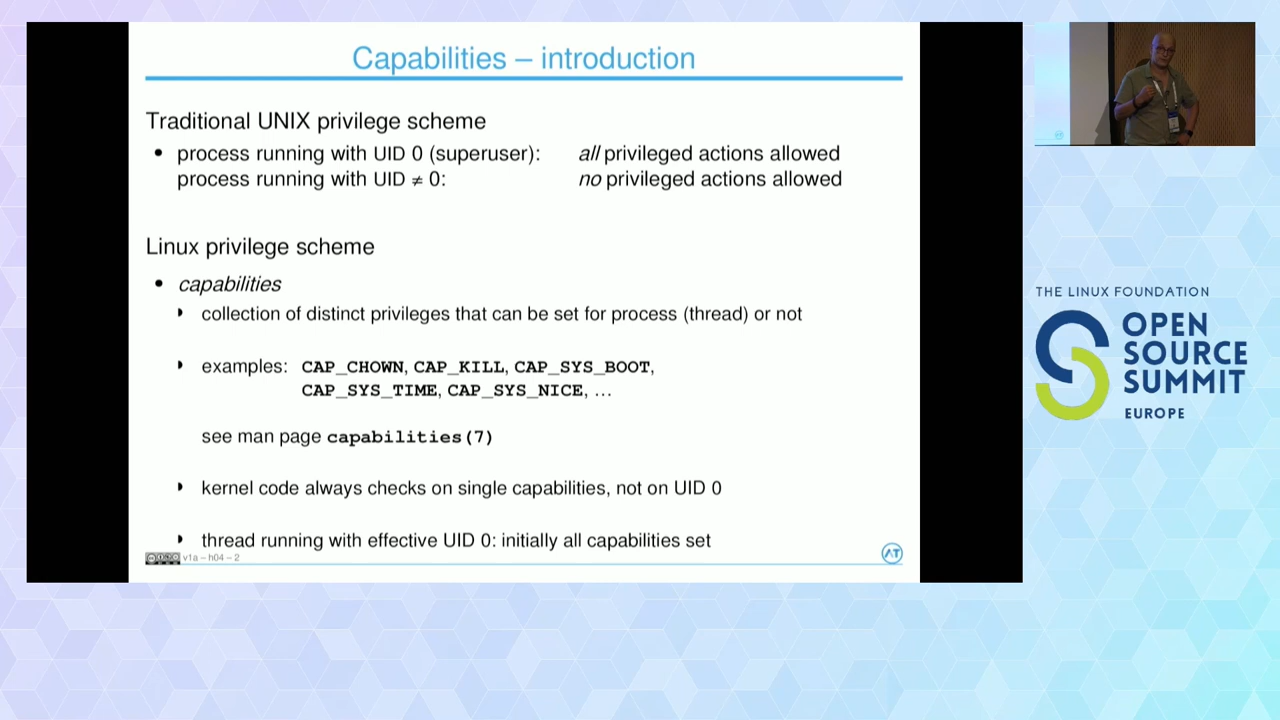 Capabilities – introduction
Traditional UNIX privilege scheme
• process running with UID 0 (superuser): all privileged actions allowed
process running with UID ≠ 0: no privileged actions allowed
Linux privilege scheme
• capabilities
collection of distinct privileges that can be set for process (thread) or not
examples: CAP_CHOWN, CAP_KILL, CAP_SYS_BOOT,
CAP_SYS_TIME, CAP_SYS_NICE, ...
see man page capabilities(7)
kernel code always checks on single capabilities, not on UID 0
thread running with effective UID 0: initially all capabilities set
v1a – h04 – 2
AT
THE LINUX FOUNDATION
OPEN
SOURCE
SUMMIT
EUROPE